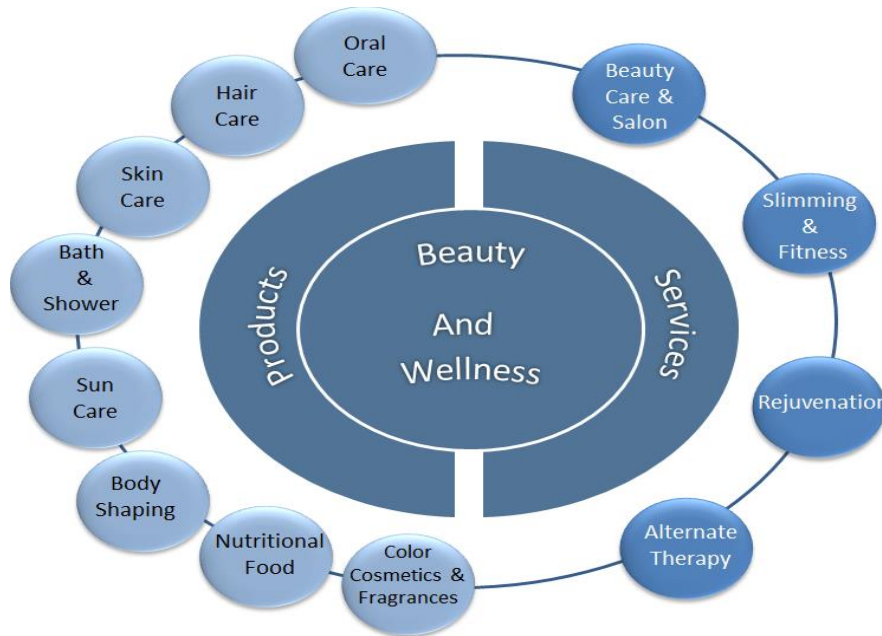 Oral
Care
Hair
Care
Skin
Care
Bath
&
Shower
Sun
Care
Body
Shaping
Nutritional
Food
Color
Cosmetics &
Fragrances
Products
Beauty
And
Wellness
Services
Beauty
Care &
Salon
Slimming
&
Fitness
Rejuvenation
Alternate
Therapy